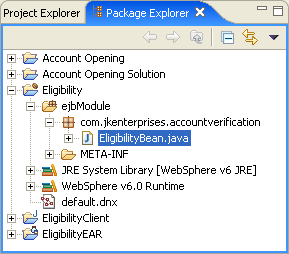 Project Explorer Package Explorer
Account Opening
Account Opening Solution
Eligibility
ejbModule
com.jkenterprises.accountverification
EligibilityBean.java
META-INF
JRE System Library [WebSphere v6 JRE]
WebSphere v6.0 Runtime
default.dnx
EligibilityClient
EligibilityEAR